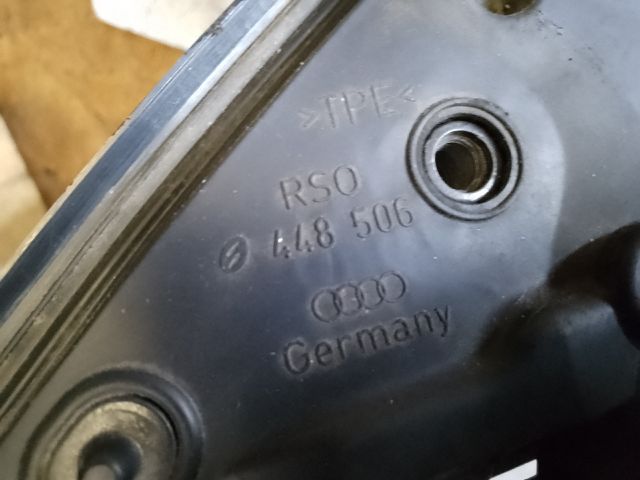 >TPE<
RSO
448 506
Germany